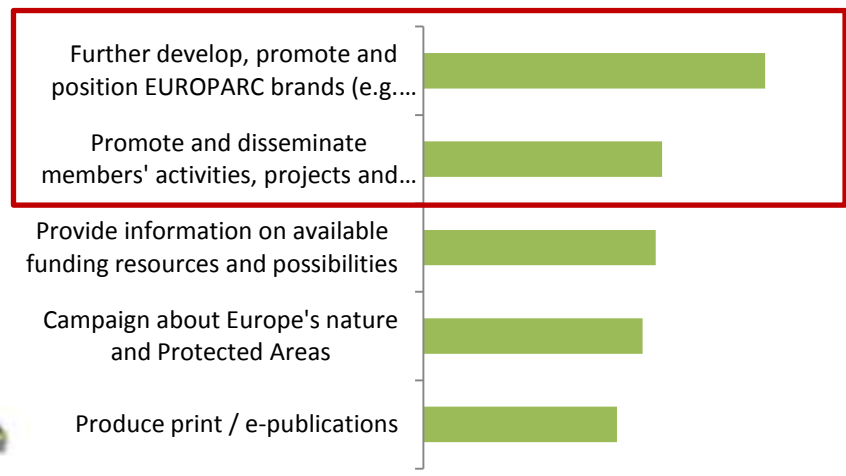 Further develop, promote and
position EUROPARC brands (e.g.…
Promote and disseminate
members' activities, projects and…
Provide information on available
funding resources and possibilities
Campaign about Europe's nature
and Protected Areas
Produce print / e-publications